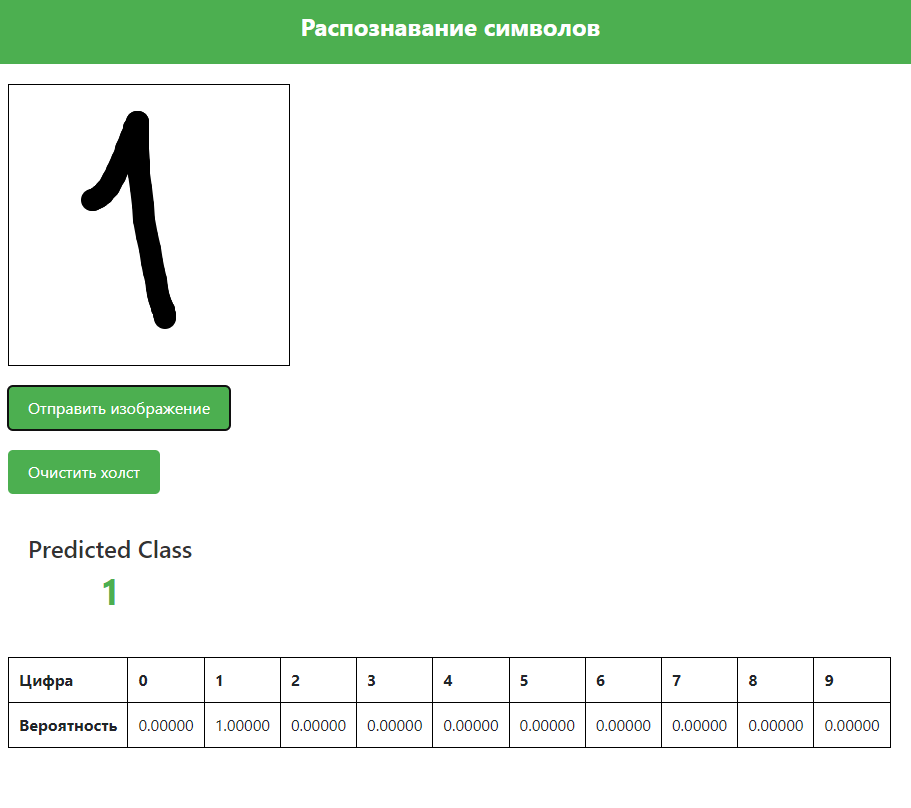 Распознавание символов
1
Отправить изображение
Очистить холст
Predicted Class
1
Цифра 0 1 2 3 4 5 6 7 8 9
Вероятность 0.00000 1.00000 0.00000 0.00000 0.00000 0.00000 0.00000 0.00000 0.00000 0.00000